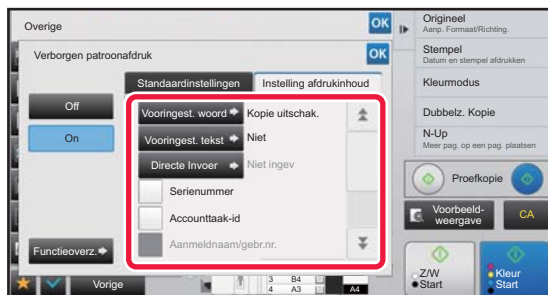 Overige
OK
Verborgen patroonafdruk
OK
Standaardinstellingen
Instelling afdrukinhoud
Off
On
Vooringest. woord
Kopie uitschak.
Vooringest. tekst
Niet
Directe Invoer
Niet ingev
Serienummer
Accounttaak-id
Aanmeldnaam/gebr.nr.
Functieoverz.
Vorige
3 B4
4 A3
A4
Origineel
Aanp. Formaat/Richting.
Stempel
Datum en stempel afdrukken
Kleurmodus
Dubbelz. Kopie
N-Up
Meer pag. op een pag. plaatsen
Proefkopie
Voorbeeld-
weergave
CA
Z/W
Start
Kleur
Start